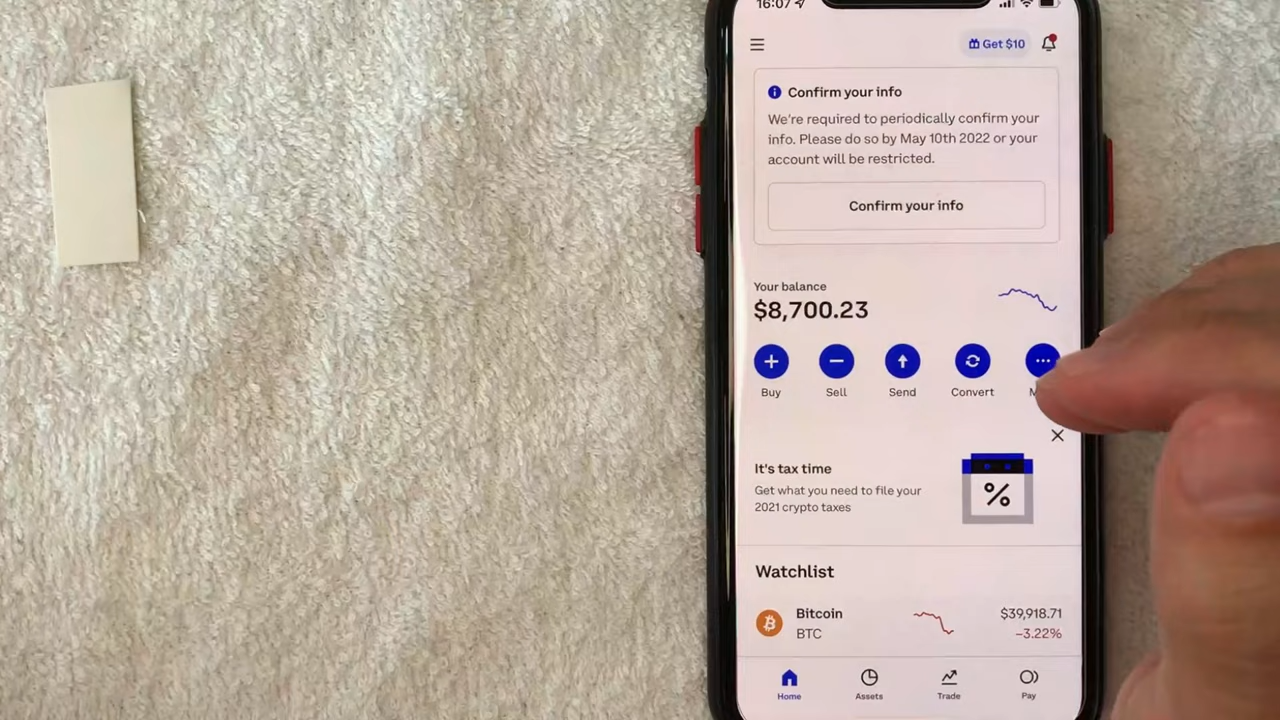 16:07
Get $10
Confirm your info
We're required to periodically confirm your
info. Please do so by May 10th 2022 or your
account will be restricted.
Confirm your info
Your balance
$8,700.23
Buy
Sell
Send
Convert
It's tax time
Get what you need to file your
2021 crypto taxes
%
Watchlist
Bitcoin
$39,918.71
BTC
−3.22%
Home
Assets
Trade
Pay